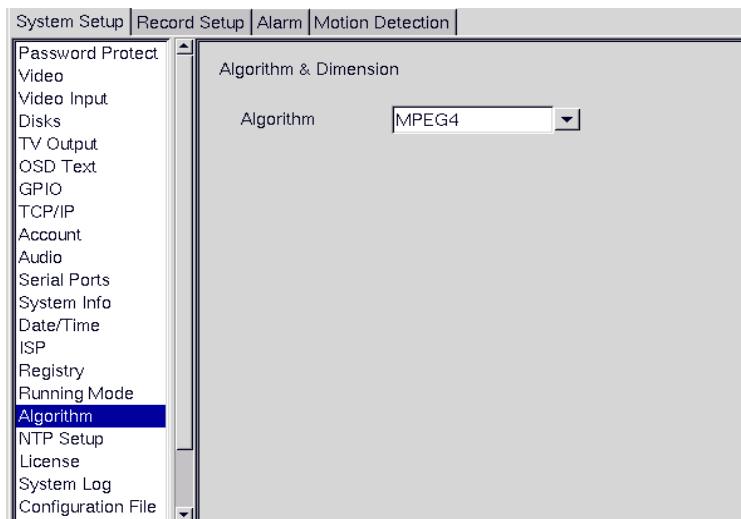 System Setup Record Setup Alarm Motion Detection
Password Protect
Video
Video Input
Disks
TV Output
OSD Text
GPIO
TCP/IP
Account
Audio
Serial Ports
System Info
Date/Time
ISP
Registry
Running Mode
Algorithm
NTP Setup
License
System Log
Configuration File
Algorithm & Dimension
Algorithm MPEG4